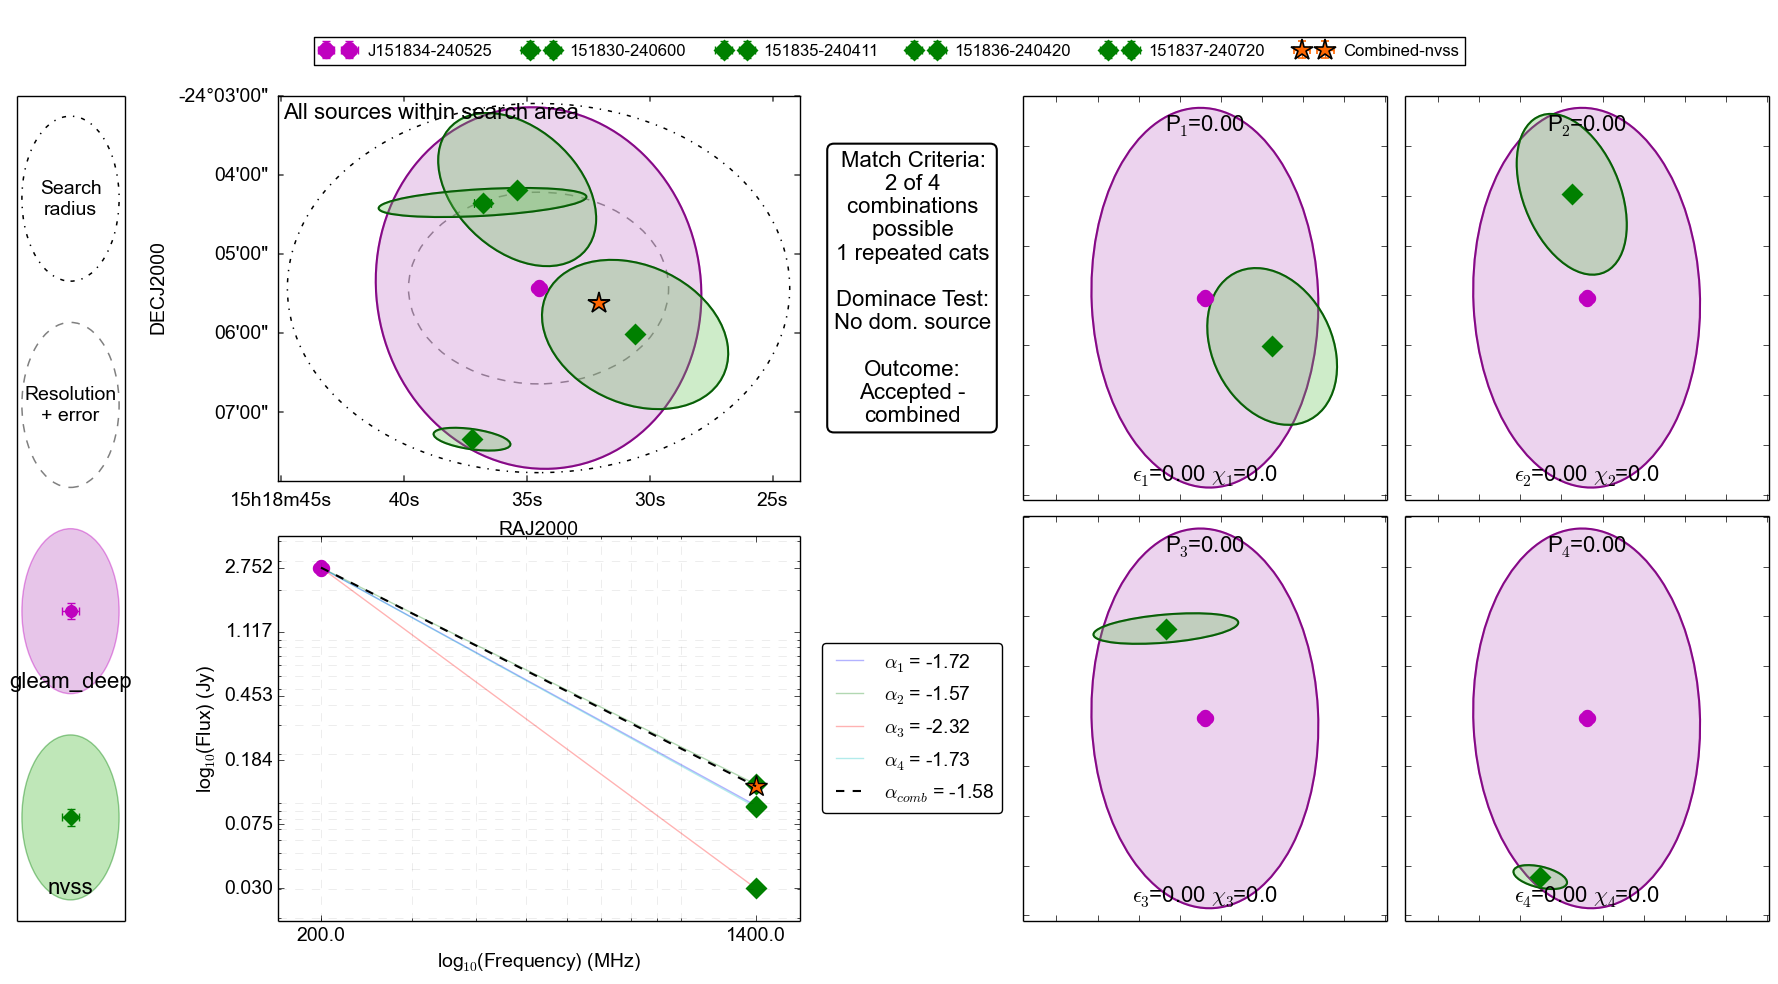 J151834-240525 151830-240600 151835-240411 151836-240420 151837-240720 Combined-nvss
Search
radius
Resolution
+ error
gleam_deep
nvss
All sources within search area
-24°03'00"
04'00"
05'00"
06'00"
07'00"
DECJ2000
15h18m45s 40s 35s 30s 25s
RAJ2000
Match Criteria:
2 of 4
combinations
possible
1 repeated cats
Dominace Test:
No dom. source
Outcome:
Accepted -
combined
2.752
1.117
0.453
0.184
0.075
0.030
log10(Flux) (Jy)
200.0 1400.0
log10(Frequency) (MHz)
α1 = -1.72
α2 = -1.57
α3 = -2.32
α4 = -1.73
αcomb = -1.58
P1=0.00
ϵ1=0.00 χ1=0.0
P2=0.00
ϵ2=0.00 χ2=0.0
P3=0.00
ϵ3=0.00 χ3=0.0
P4=0.00
ϵ4=0.00 χ4=0.0